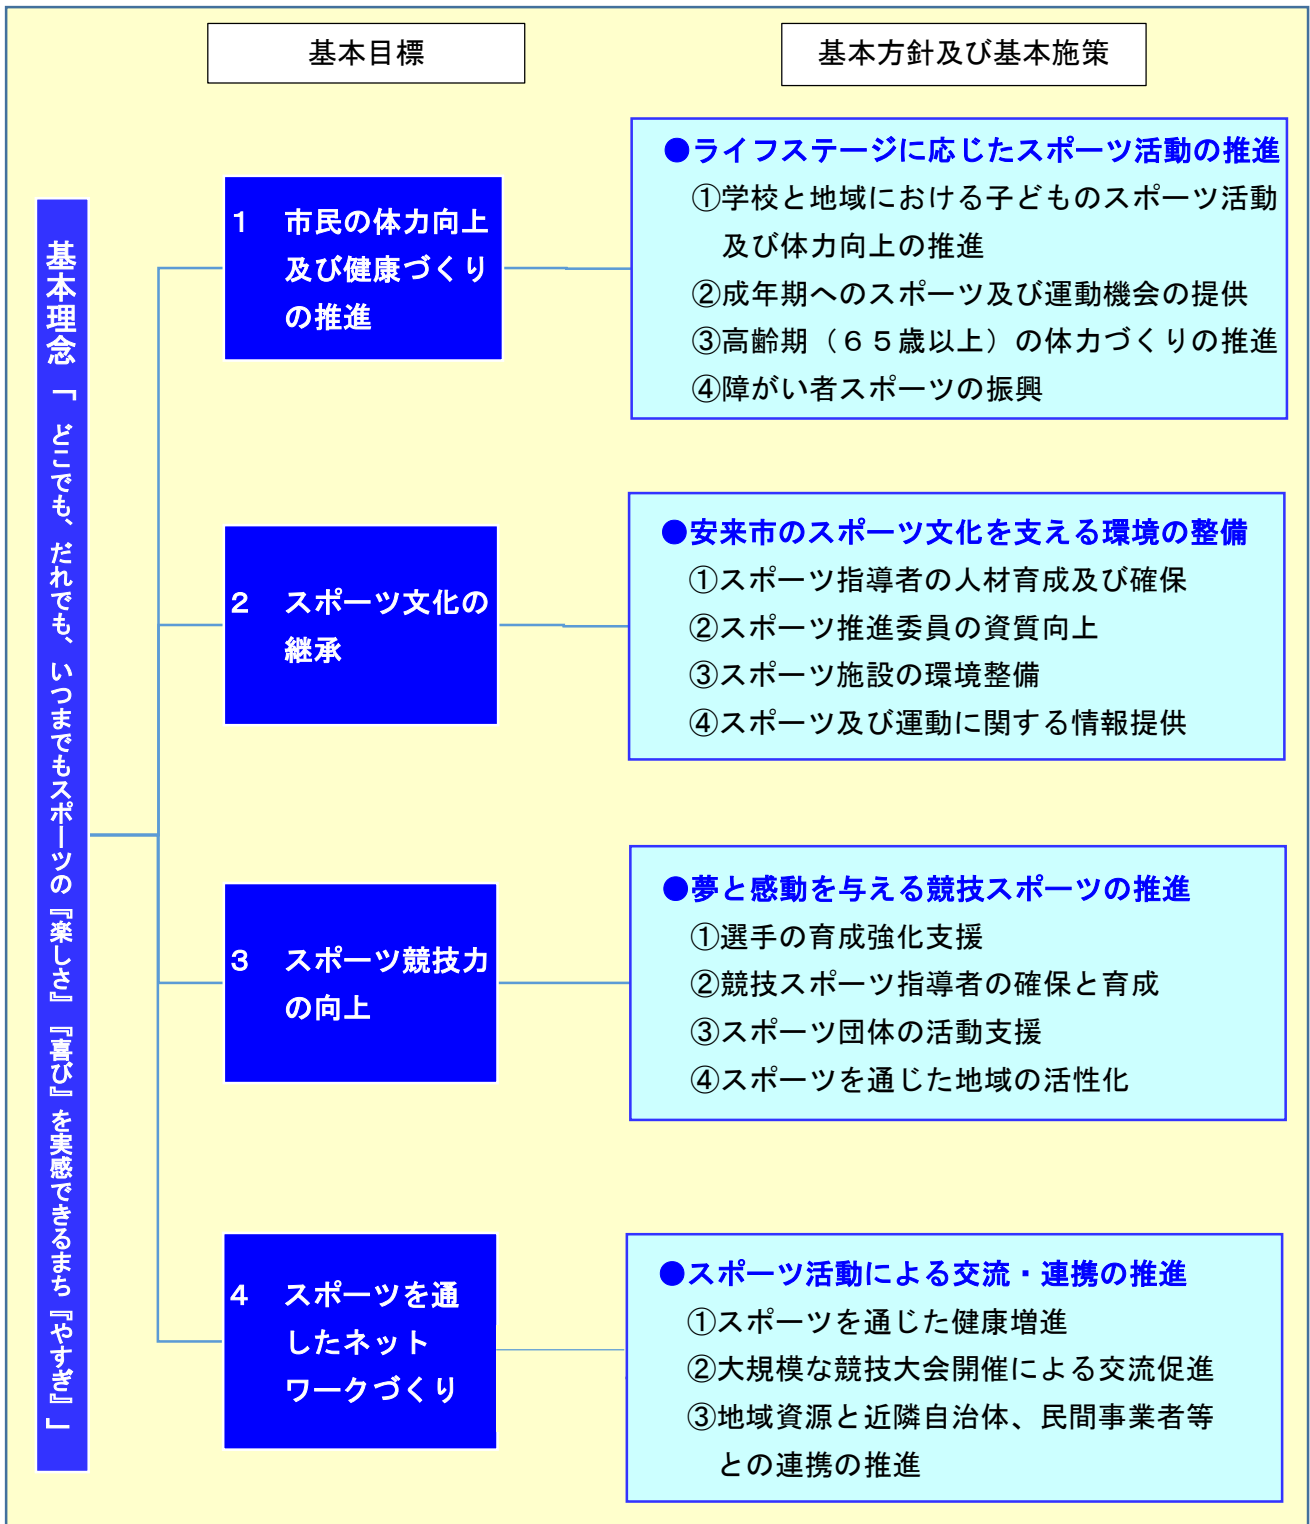 基本目標
基本方針及び基本施策
基本理念「 どこでも、だれでも、いつまでもスポーツの『楽しさ』『喜び』を実感できるまち『やすぎ』」
1 市民の体力向上
及び健康づくり
の推進
●ライフステージに応じたスポーツ活動の推進
①学校と地域における子どものスポーツ活動
及び体力向上の推進
②成年期へのスポーツ及び運動機会の提供
③高齢期（６５歳以上）の体力づくりの推進
④障がい者スポーツの振興
2 スポーツ文化の
継承
●安来市のスポーツ文化を支える環境の整備
①スポーツ指導者の人材育成及び確保
②スポーツ推進委員の資質向上
③スポーツ施設の環境整備
④スポーツ及び運動に関する情報提供
3 スポーツ競技力
の向上
●夢と感動を与える競技スポーツの推進
①選手の育成強化支援
②競技スポーツ指導者の確保と育成
③スポーツ団体の活動支援
④スポーツを通じた地域の活性化
4 スポーツを通
したネット
ワークづくり
●スポーツ活動による交流・連携の推進
①スポーツを通じた健康増進
②大規模な競技大会開催による交流促進
③地域資源と近隣自治体、民間事業者等
との連携の推進